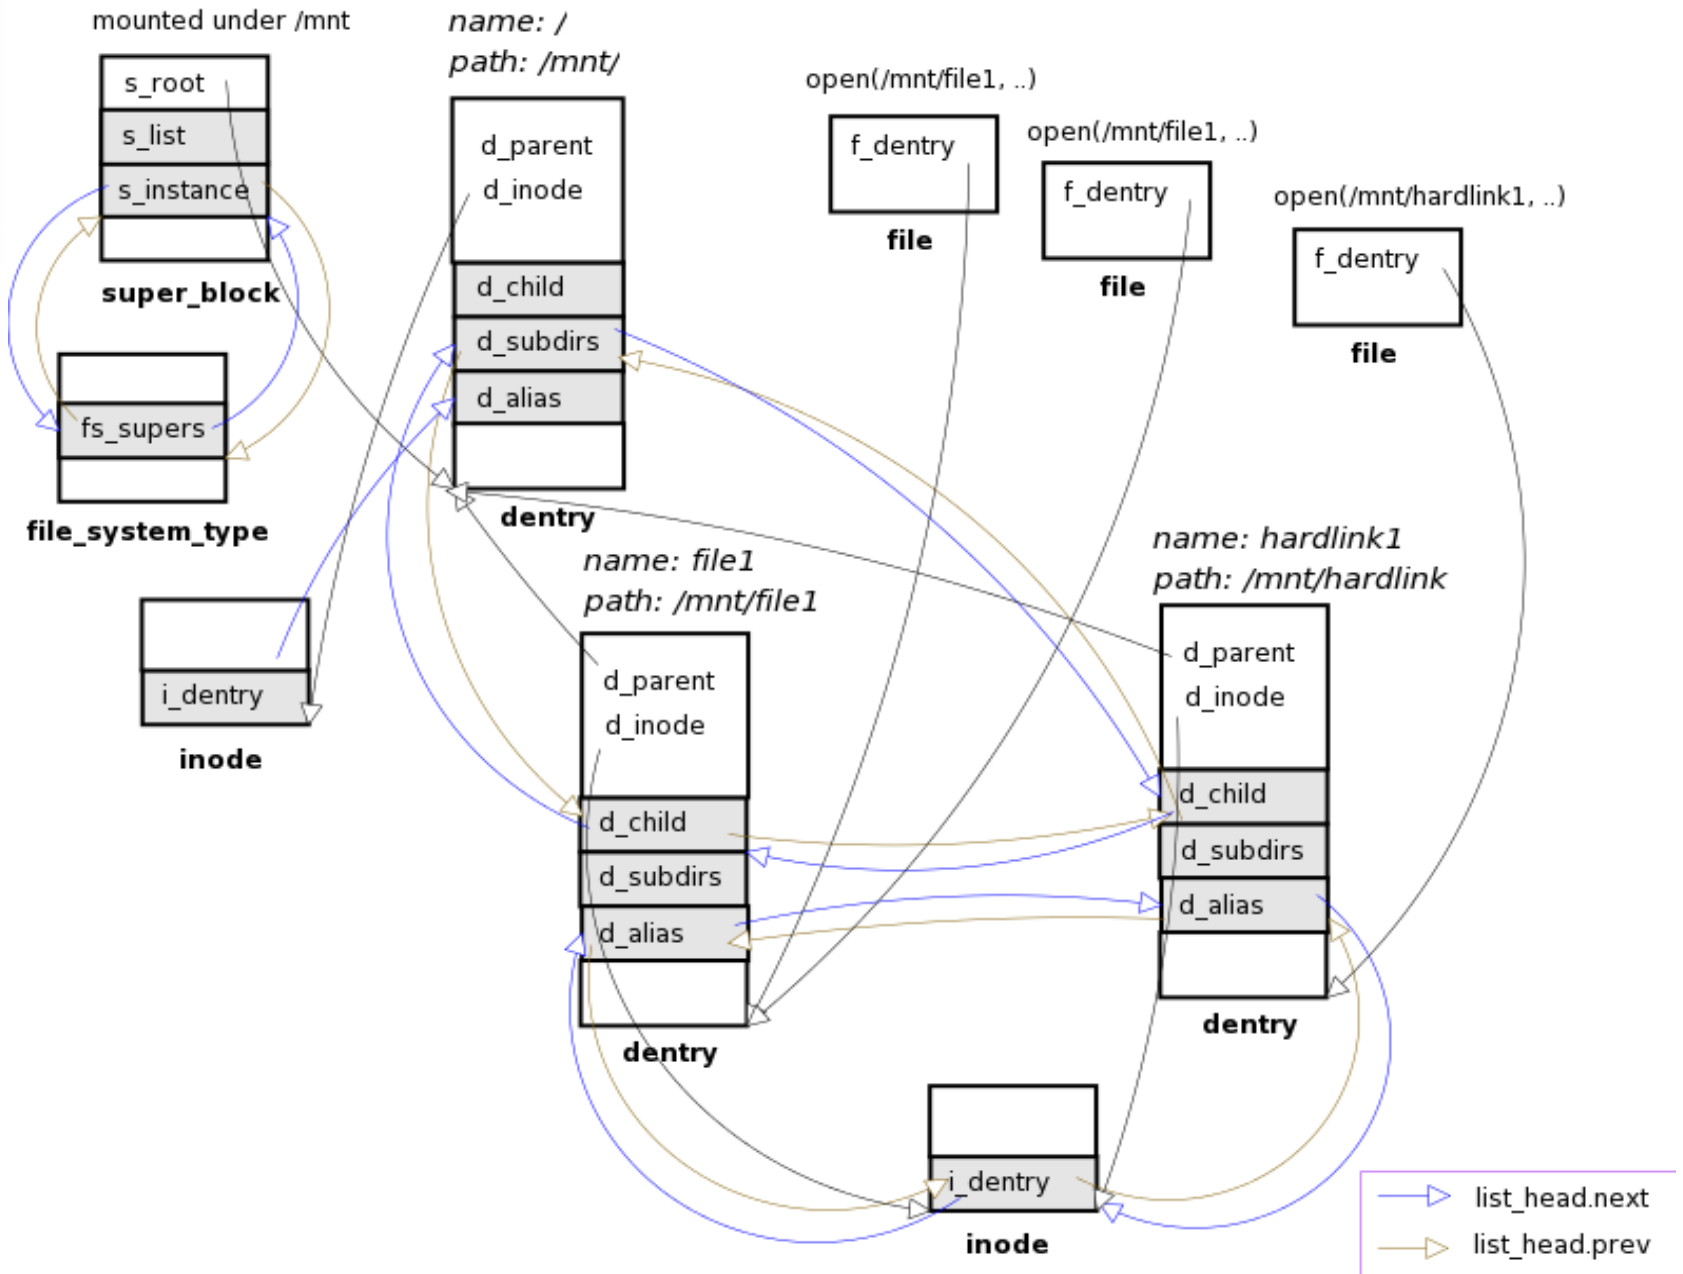 mounted under /mnt
s_root
s_list
s_instance
super_block
fs_supers
file_system_type
i_dentry
inode
name: /
path: /mnt/
d_parent
d_inode
d_child
d_subdirs
d_alias
dentry
open(/mnt/file1, ..)
f_dentry
file
open(/mnt/file1, ..)
f_dentry
file
open(/mnt/hardlink1, ..)
f_dentry
file
name: file1
path: /mnt/file1
d_parent
d_inode
d_child
d_subdirs
d_alias
dentry
name: hardlink1
path: /mnt/hardlink
d_parent
d_inode
d_child
d_subdirs
d_alias
dentry
i_dentry
inode
list_head.next
list_head.prev